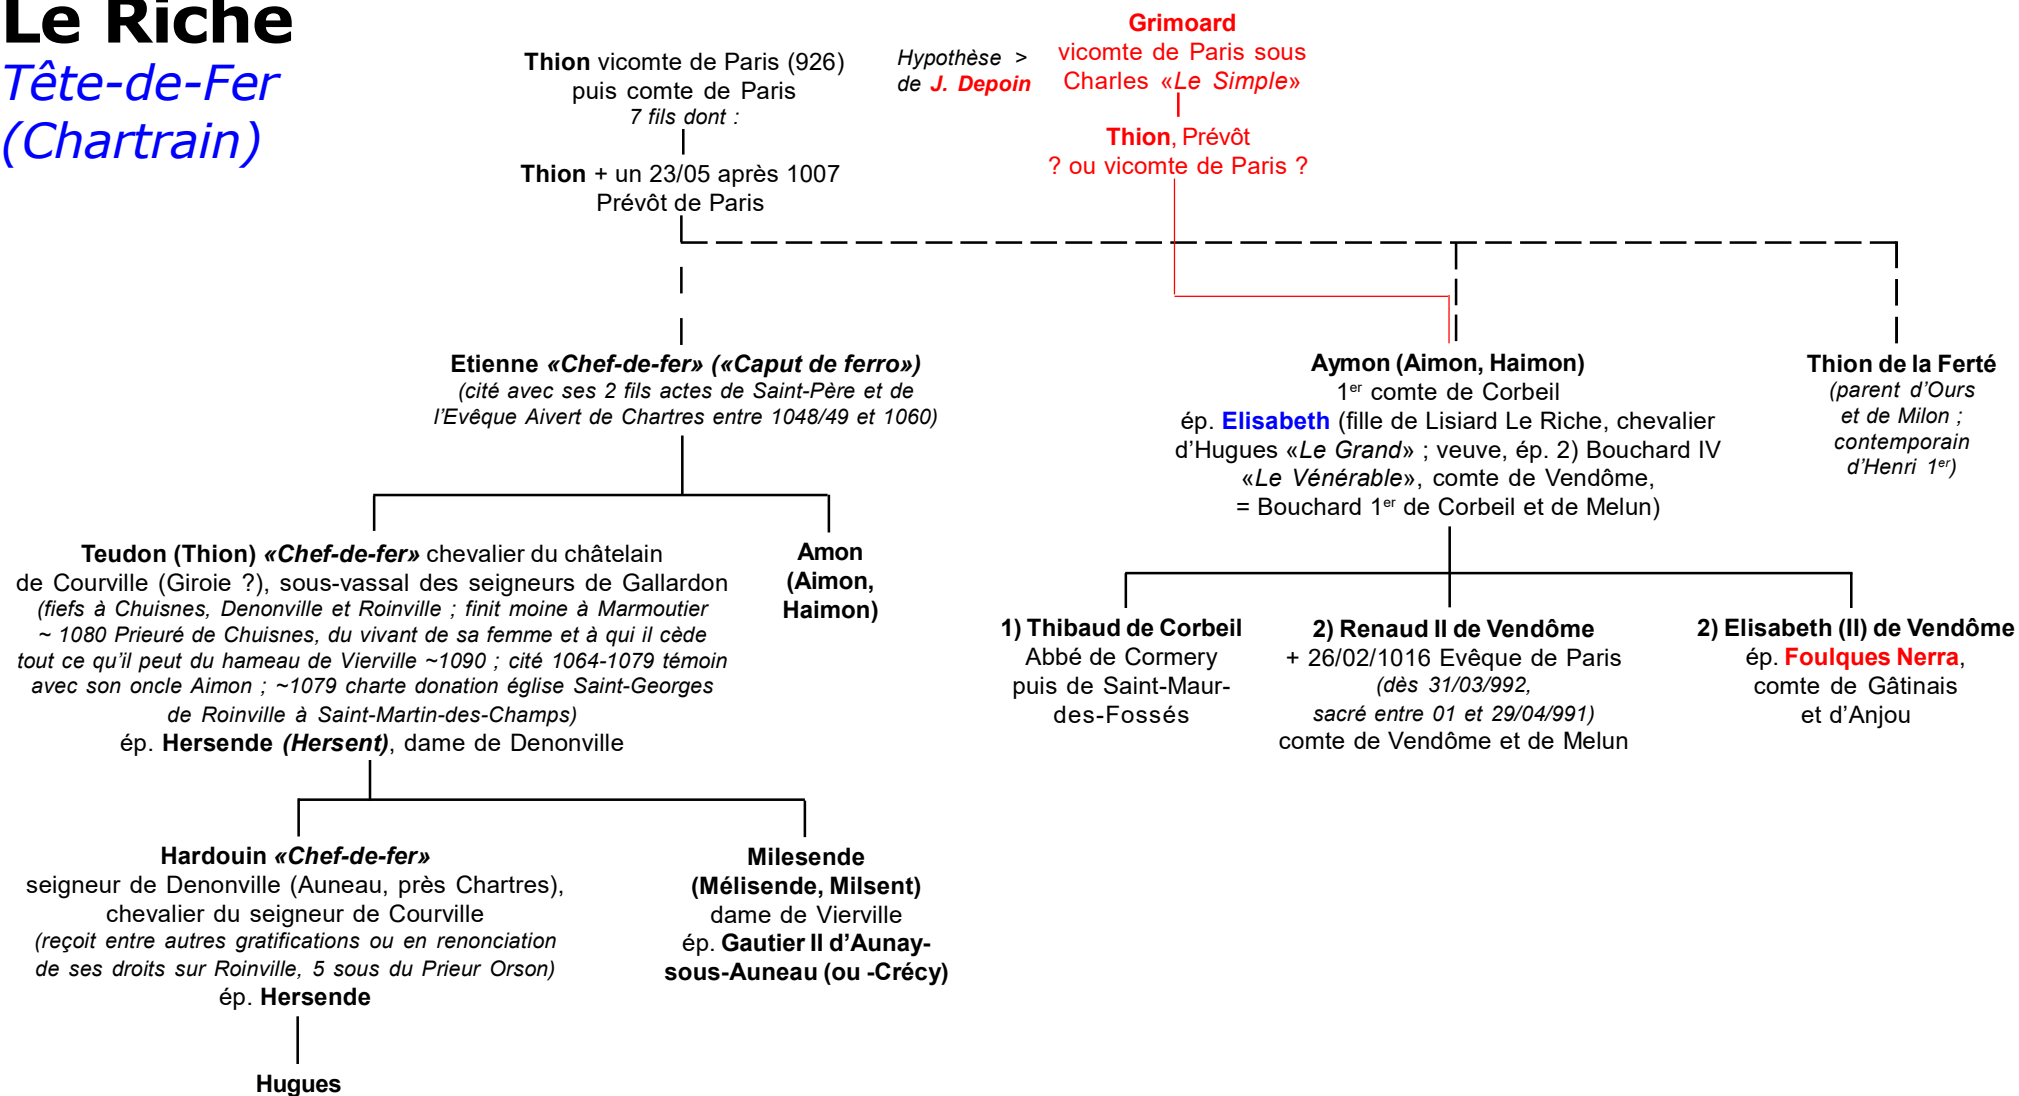 Le Riche
Tête-de-Fer
(Chartrain)
Thion vicomte de Paris (926)
puis comte de Paris
7 fils dont :
Thion + un 23/05 après 1007
Prévôt de Paris
Hypothèse >
de J. Depoin
Grimoard
vicomte de Paris sous
Charles «Le Simple»
Thion, Prévôt
? ou vicomte de Paris ?
Etienne «Chef-de-fer» («Caput de ferro»)
(cité avec ses 2 fils actes de Saint-Père et de
l'Evêque Aivert de Chartres entre 1048/49 et 1060)
Aymon (Aimon, Haimon)
1er comte de Corbeil
ép. Elisabeth (fille de Lisiard Le Riche, chevalier
d'Hugues «Le Grand» ; veuve, ép. 2) Bouchard IV
«Le Vénérable», comte de Vendôme,
= Bouchard 1er de Corbeil et de Melun)
Thion de la Ferté
(parent d'Ours
et de Milon ;
contemporain
d'Henri 1er)
Teudon (Thion) «Chef-de-fer» chevalier du châtelain
de Courville (Giroie ?), sous-vassal des seigneurs de Gallardon
(fiefs à Chuisnes, Denonville et Roinville ; finit moine à Marmoutier
~ 1080 Prieuré de Chuisnes, du vivant de sa femme et à qui il cède
tout ce qu'il peut du hameau de Vierville ~1090 ; cité 1064-1079 témoin
avec son oncle Aimon ; ~1079 charte donation église Saint-Georges
de Roinville à Saint-Martin-des-Champs)
ép. Hersende (Hersent), dame de Denonville
Amon
(Aimon,
Haimon)
1) Thibaud de Corbeil
Abbé de Cormery
puis de Saint-Maur-
des-Fossés
2) Renaud II de Vendôme
+ 26/02/1016 Evêque de Paris
(dès 31/03/992,
sacré entre 01 et 29/04/991)
comte de Vendôme et de Melun
2) Elisabeth (II) de Vendôme
ép. Foulques Nerra,
comte de Gâtinais
et d'Anjou
Hardouin «Chef-de-fer»
seigneur de Denonville (Auneau, près Chartres),
chevalier du seigneur de Courville
(reçoit entre autres gratifications ou en renonciation
de ses droits sur Roinville, 5 sous du Prieur Orson)
ép. Hersende
Milesende
(Mélisende, Milsent)
dame de Vierville
ép. Gautier II d'Aunay-
sous-Auneau (ou -Crécy)
Hugues